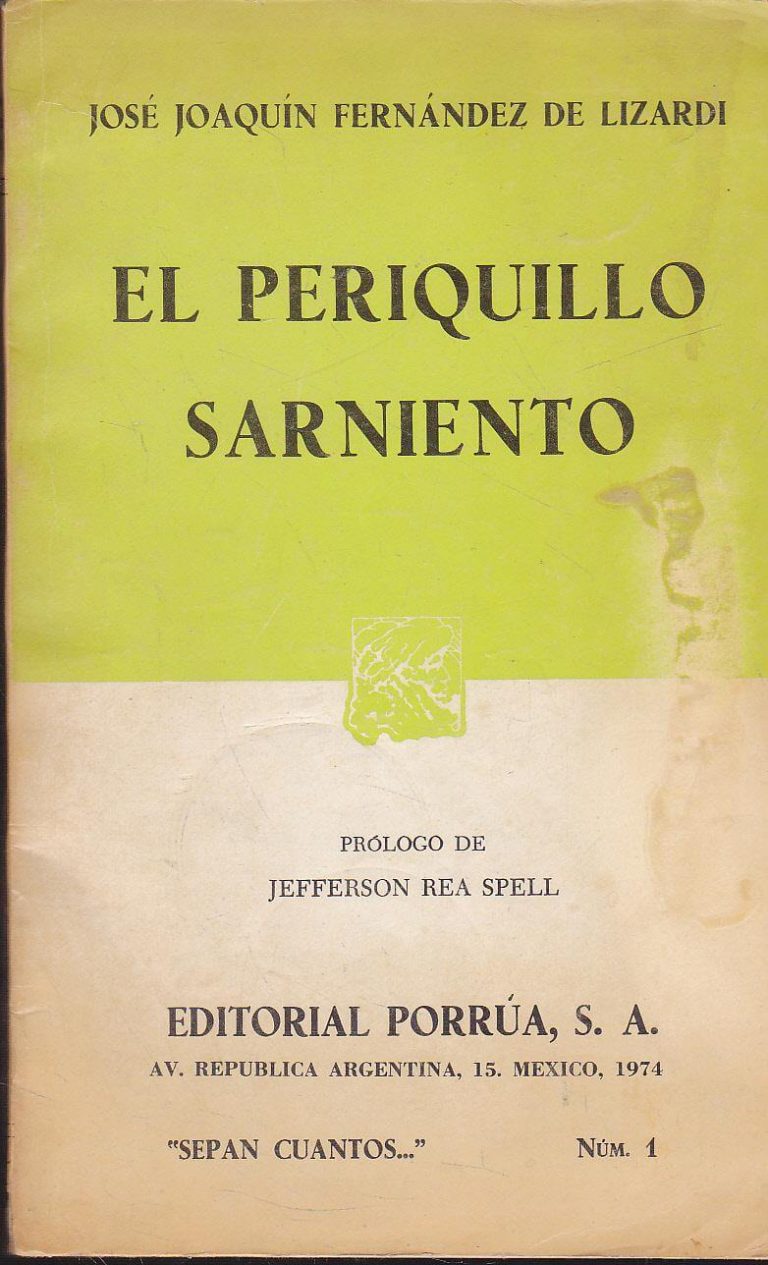 JOSÉ JOAQUÍN FERNÁNDEZ DE LIZARDI
EL PERIQUILLO
SARNIENTO
PRÓLOGO DE
JEFFERSON REA SPELL
EDITORIAL PORRÚA, S. A.
AV. REPUBLICA ARGENTINA, 15. MEXICO, 1974
"SEPAN CUANTOS..." NÚM. 1